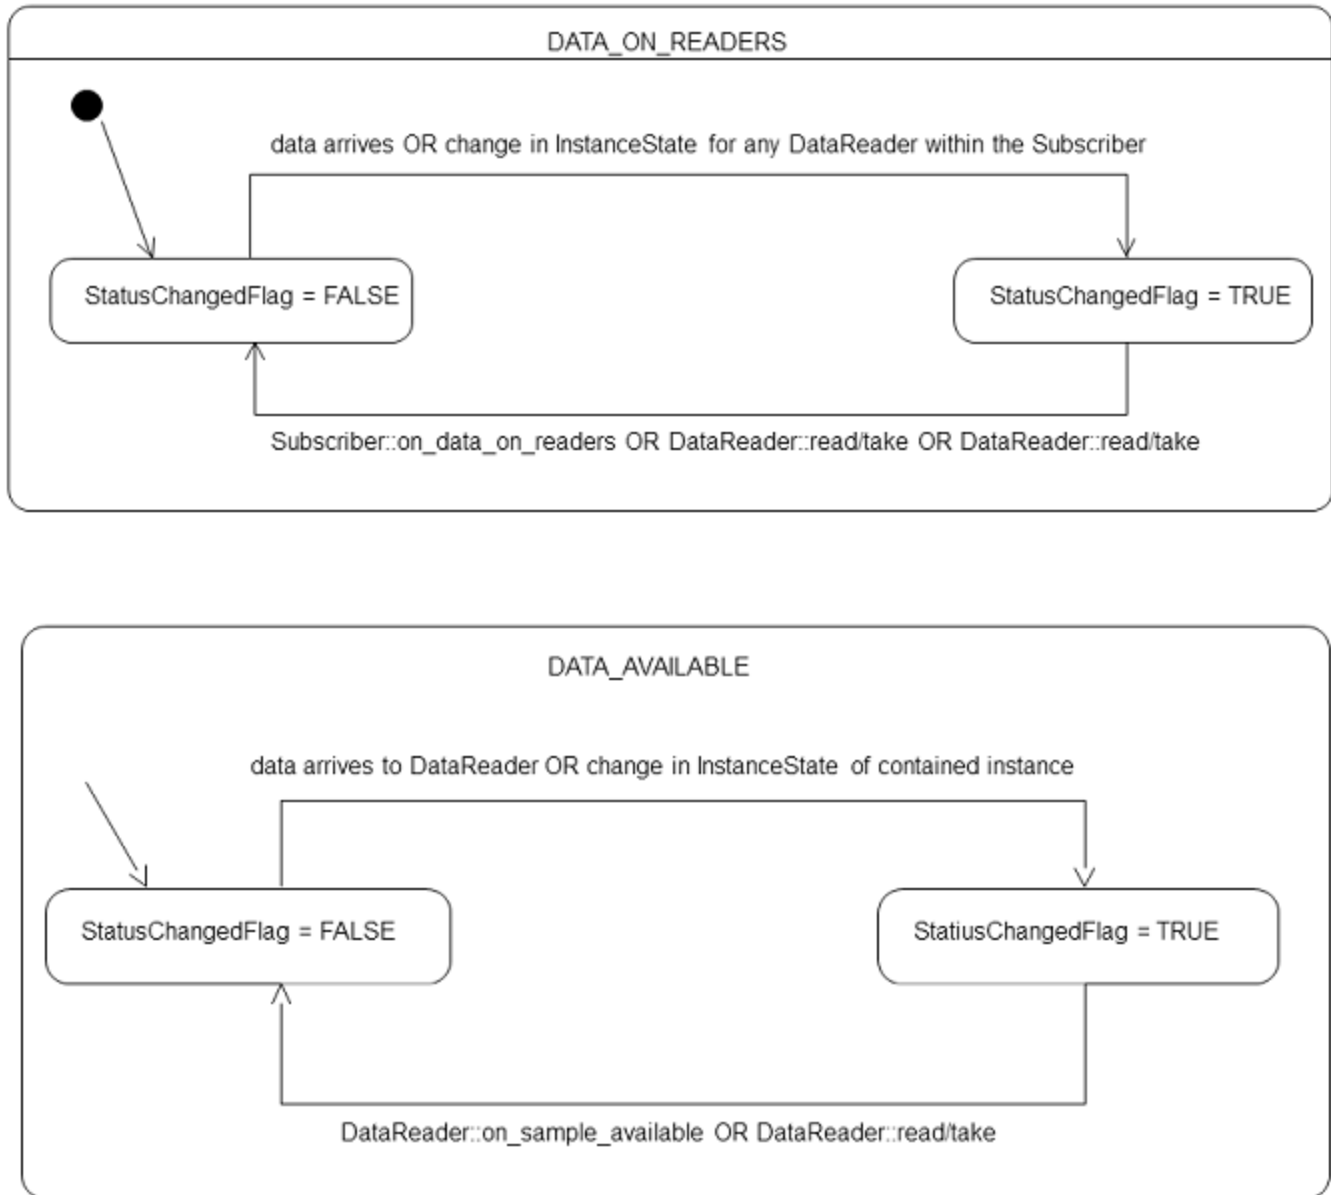 DATA_ON_READERS
data arrives OR change in InstanceState for any DataReader within the Subscriber
StatusChangedFlag = FALSE
StatusChangedFlag = TRUE
Subscriber::on_data_on_readers OR DataReader::read/take OR DataReader::read/take
DATA_AVAILABLE
data arrives to DataReader OR change in InstanceState of contained instance
StatusChangedFlag = FALSE
StatiusChangedFlag = TRUE
DataReader::on_sample_available OR DataReader::read/take